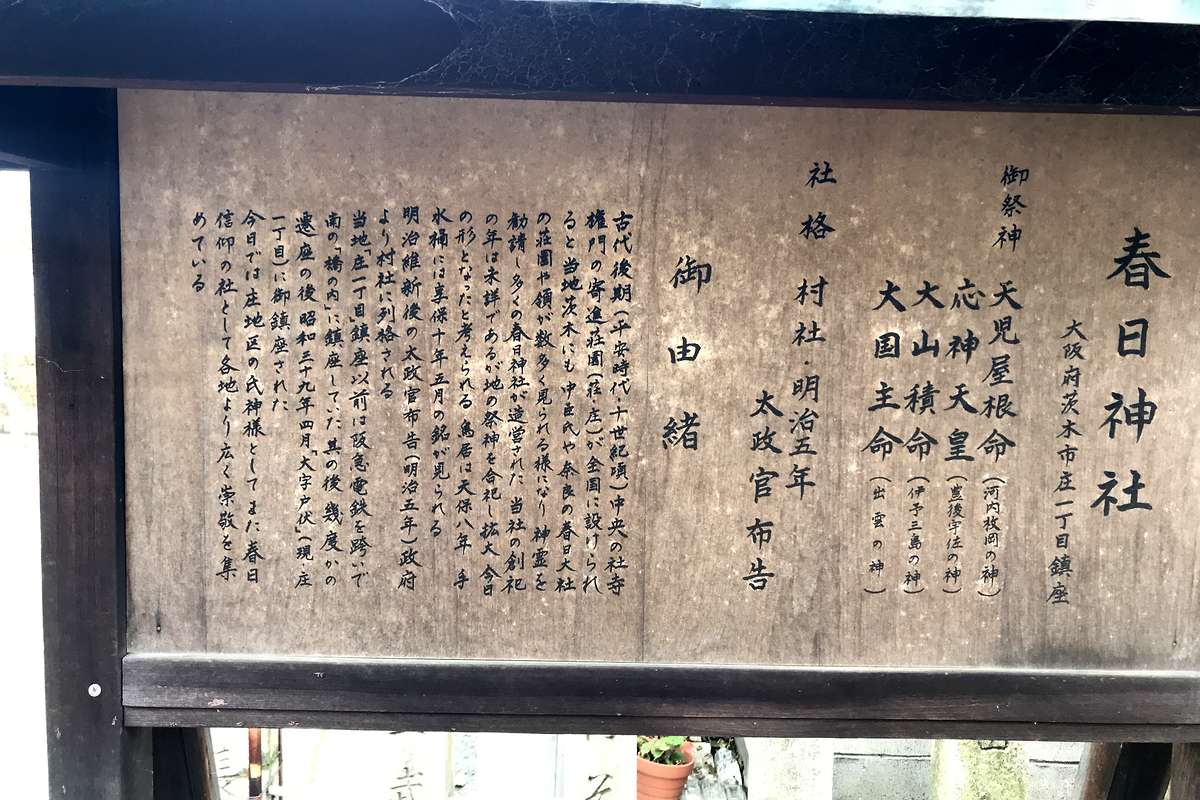 春日神社
大阪府茨木市庄一丁目鎮座
御祭神 天児屋根命(河内枚岡の神)
応神天皇(豊後宇佐の神)
大山積命(伊予三島の神)
大国主命(出雲の神)
社格 村社・明治五年
太政官布告
御由緒
古代後期(平安時代・十世紀頃)中央の社寺
権門の寄進荘園(荘・庄)が全国に設けられ
ると当地茨木にも中臣氏や奈良の春日大社
の荘園や領が数多く見られる様になり神霊を
勧請し多くの春日神社が造営された 当社の創祀
の年は未詳であるが地の祭神を合祀し拡大今日
の形となったと考えられる 鳥居は天保八年 手
水桶には享保十年五月の銘が見られる
明治維新後の太政官布告(明治五年)政府
より村社に列格される
当地「庄一丁目」鎮座以前は阪急電鉄を跨いで
南の「橋の内」に鎮座していた 其の後 幾度かの
遷座の後 昭和三十九年四月「大字戸伏」(現・庄
一丁目)に御鎮座された
今日では庄地区の氏神様としてまた春日
信仰の社として各地より広く崇敬を集
めている